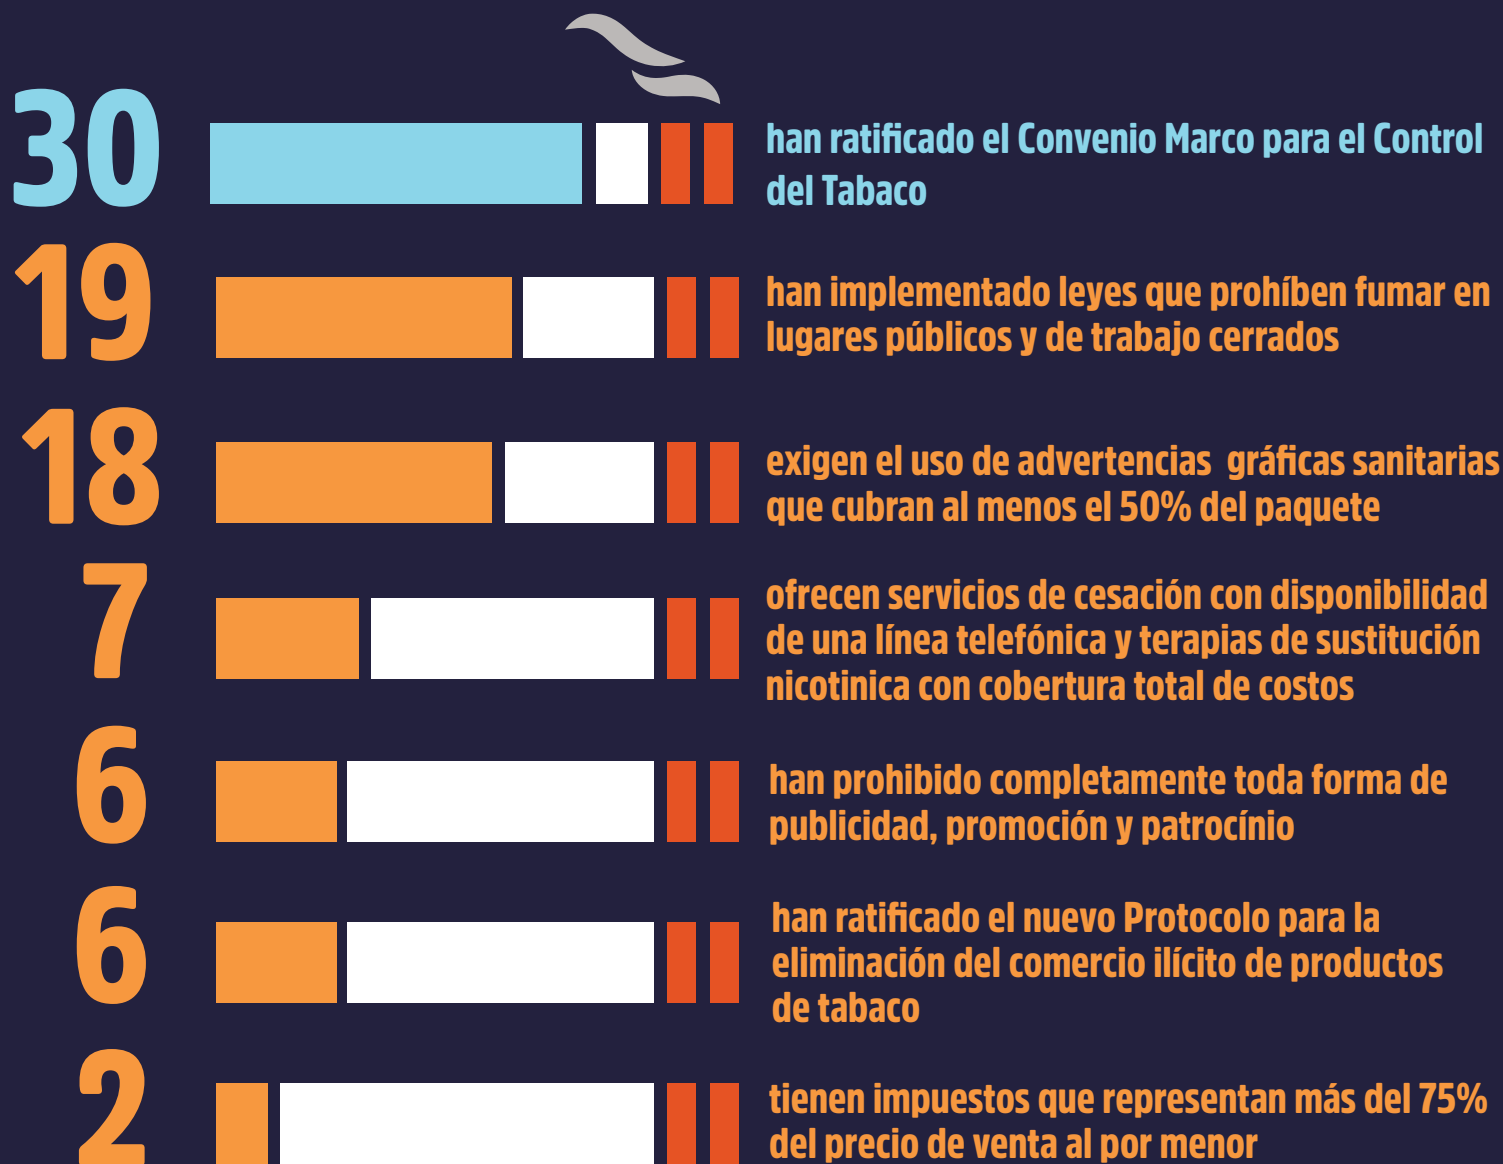 30
han ratificado el Convenio Marco para el Control
del Tabaco
19
han implementado leyes que prohíben fumar en
lugares públicos y de trabajo cerrados
18
exigen el uso de advertencias gráficas sanitarias
que cubran al menos el 50% del paquete
7
ofrecen servicios de cesación con disponibilidad
de una línea telefónica y terapias de sustitución
nicotinica con cobertura total de costos
6
han prohibido completamente toda forma de
publicidad, promoción y patrocínio
6
han ratificado el nuevo Protocolo para la
eliminación del comercio ilícito de productos
de tabaco
2
tienen impuestos que representan más del 75%
del precio de venta al por menor